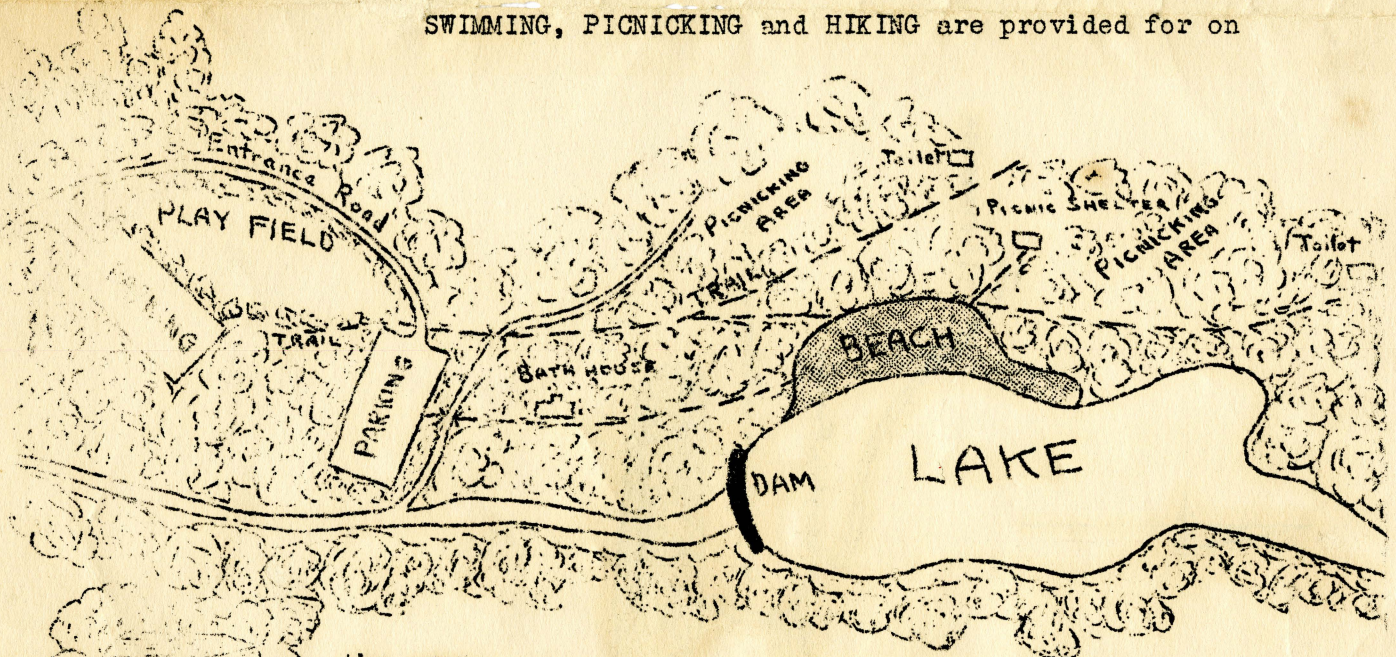 SWIMMING, PICNICKING and HIKING are provided for on
Entrance Road
PLAY FIELD
PICNICKING
AREA
Toilet
PICNIC SHELTER
PICNICKING
AREA
Toilet
TRAIL
TRAIL
BEACH
BATH HOUSE
PARKING
LAKE
DAM